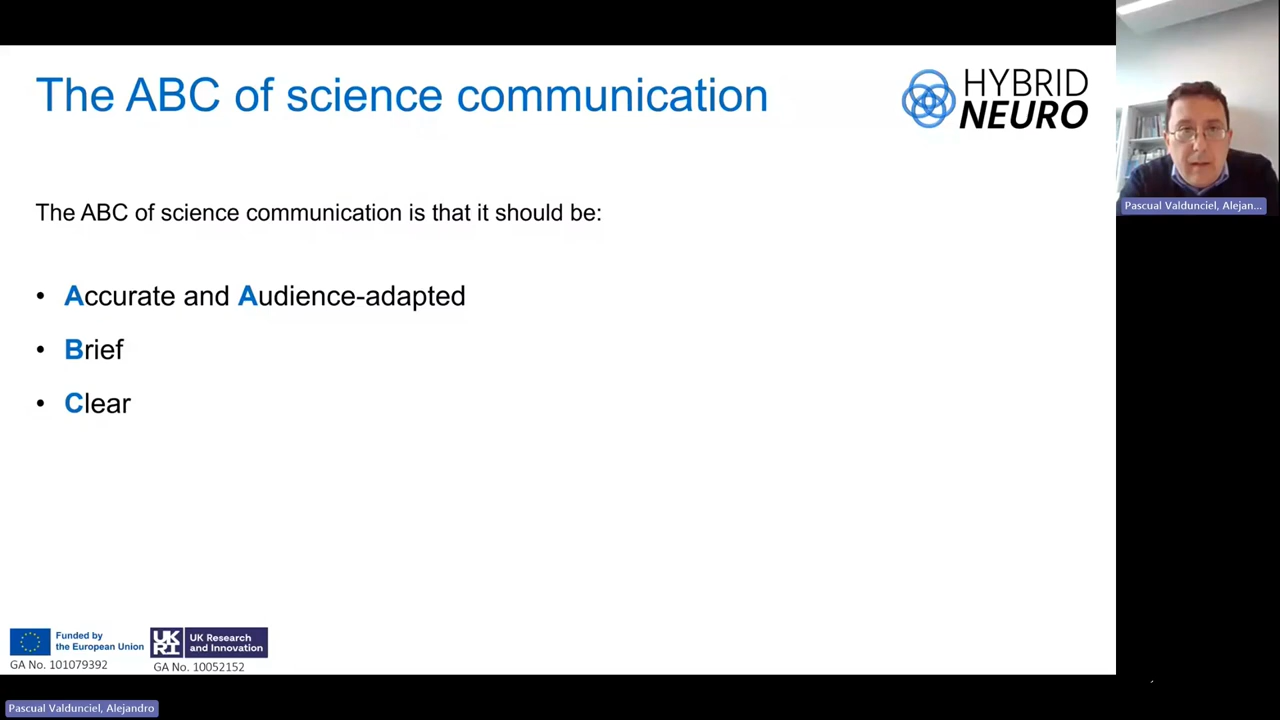 The ABC of science communication
HYBRID
NEURO
Pascual Valdunciel, Alejan...
The ABC of science communication is that it should be:
• Accurate and Audience-adapted
• Brief
• Clear
Funded by
the European Union
GA No. 101079392
UK
RI
UK Research
and Innovation
GA No. 10052152
Pascual Valdunciel, Alejandro